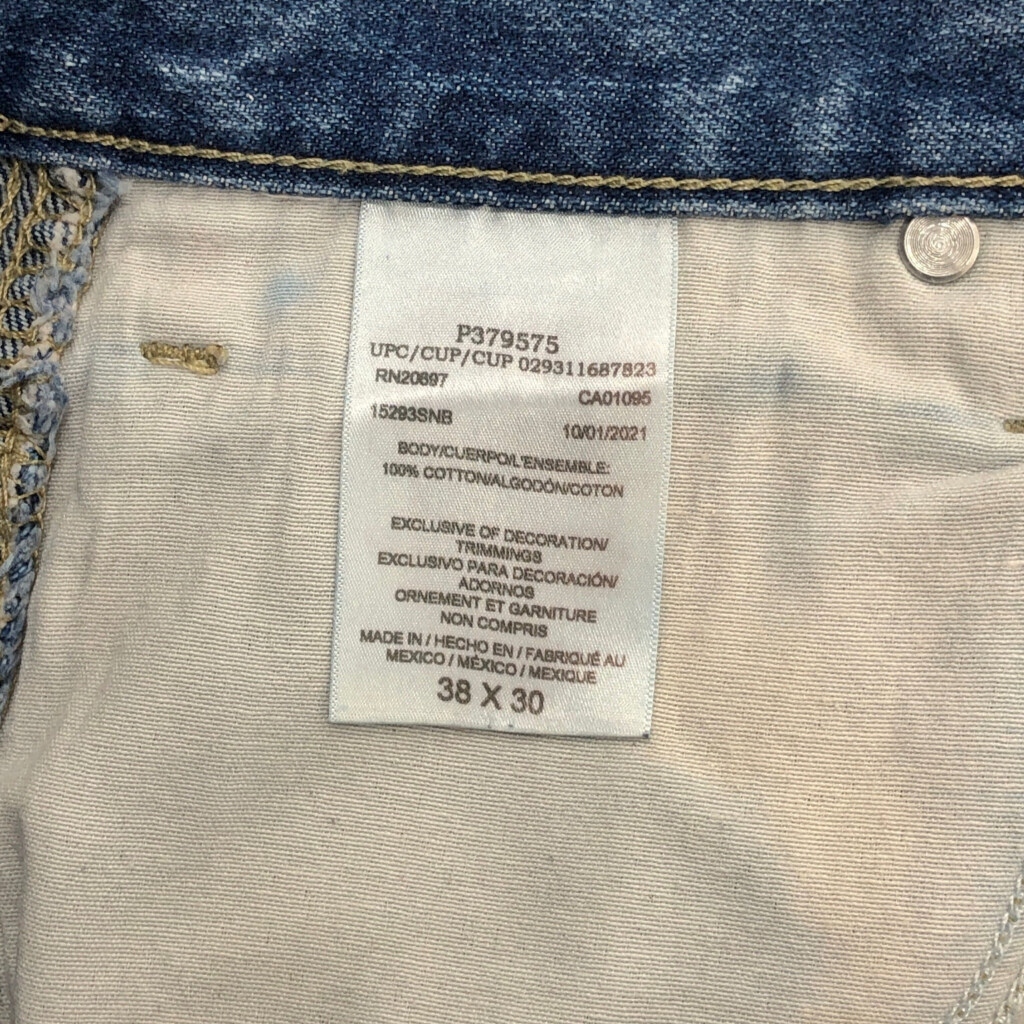 P379575
UPC/CUP/CUP 029311687823
RN20697 CA01095
15293SNB 10/01/2021
BODY/CUERPO/L'ENSEMBLE:
100% COTTON/ALGODÓN/COTON
EXCLUSIVE OF DECORATION/
TRIMMINGS
EXCLUSIVO PARA DECORACIÓN/
ADORNOS
ORNEMENT ET GARNITURE
NON COMPRIS
MADE IN / HECHO EN / FABRIQUÉ AU
MEXICO / MÉXICO / MEXIQUE
38 X 30